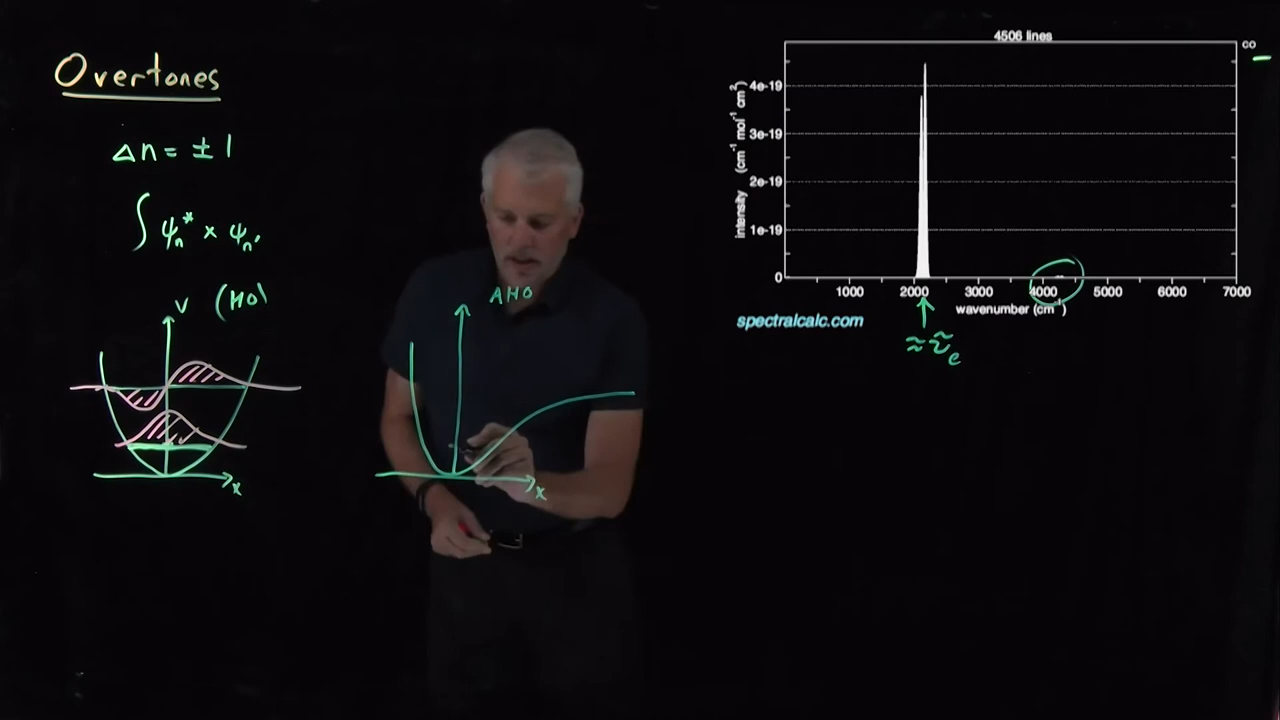 Overtones
Δn = ± 1
∫ ψn* x ψn'
V (HO)
x
AHO
x
4506 lines
CO
4e-19
3e-19
2e-19
1e-19
0
intensity (cm-1 mol-1 cm2)
1000 2000 3000 4000 5000 6000 7000
wavenumber (cm )
spectralcalc.com
≈ ν̃e